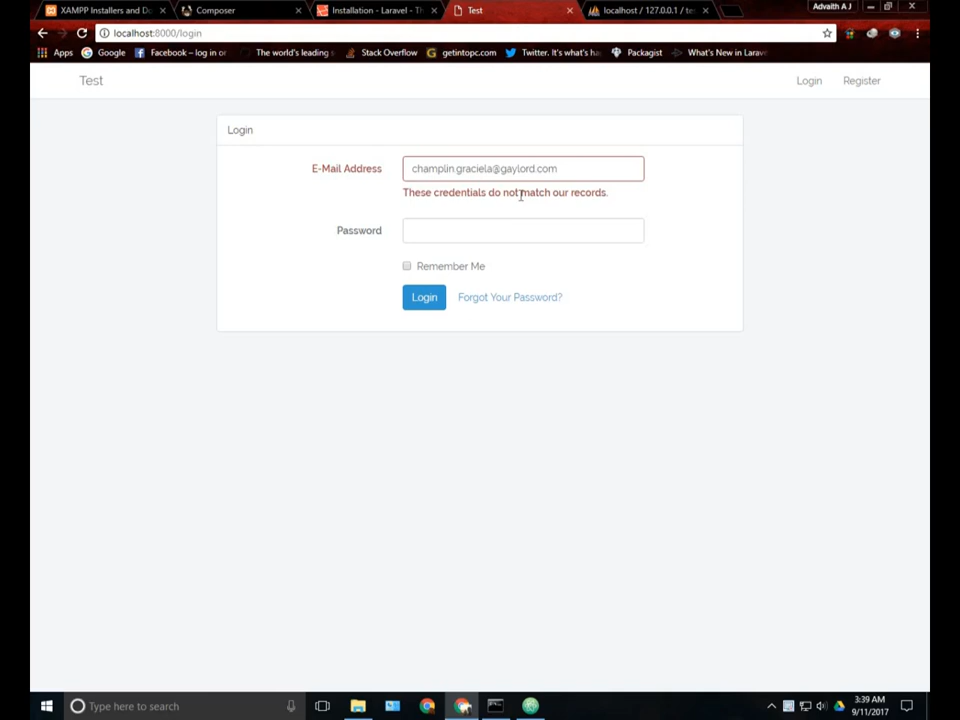 Advaith A J
XAMPP Installers and Do
Composer
Installation - Laravel - Th
Test
localhost / 127.0.0.1 / te
localhost:8000/login
Apps
Google
Facebook – log in or
The world's leading
Stack Overflow
getintopc.com
Twitter. It's what's ha
Packagist
What's New in Larav
Test
Login
Register
Login
E-Mail Address
champlin.graciela@gaylord.com
These credentials do not match our records.
Password
Remember Me
Login
Forgot Your Password?
Type here to search
3:39 AM
9/11/2017